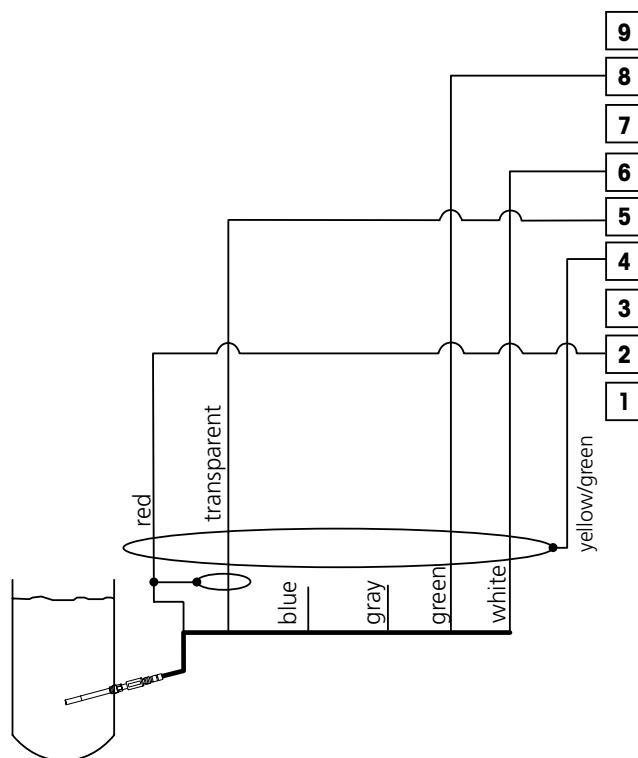 9
8
7
6
5
4
3
2
1
red
transparent
blue
gray
green
white
yellow/green